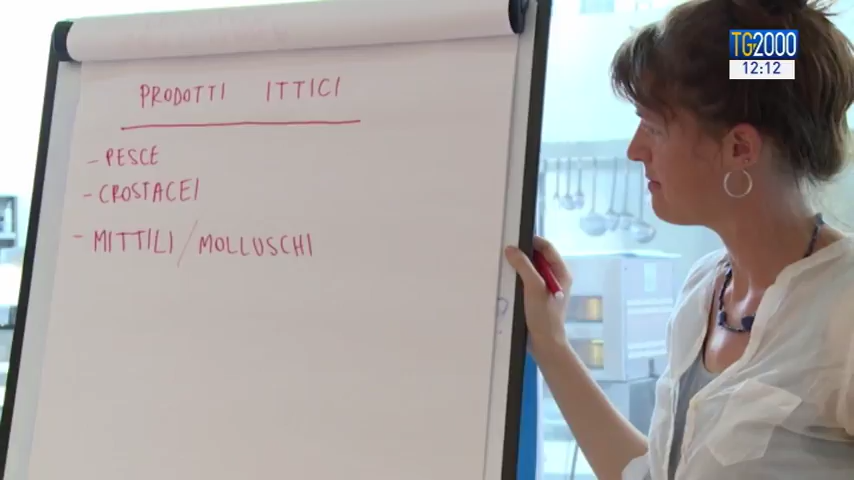 TG2000
12:12
PRODOTTI ITTICI
- PESCE
- CROSTACEI
- MITTILI / MOLLUSCHI